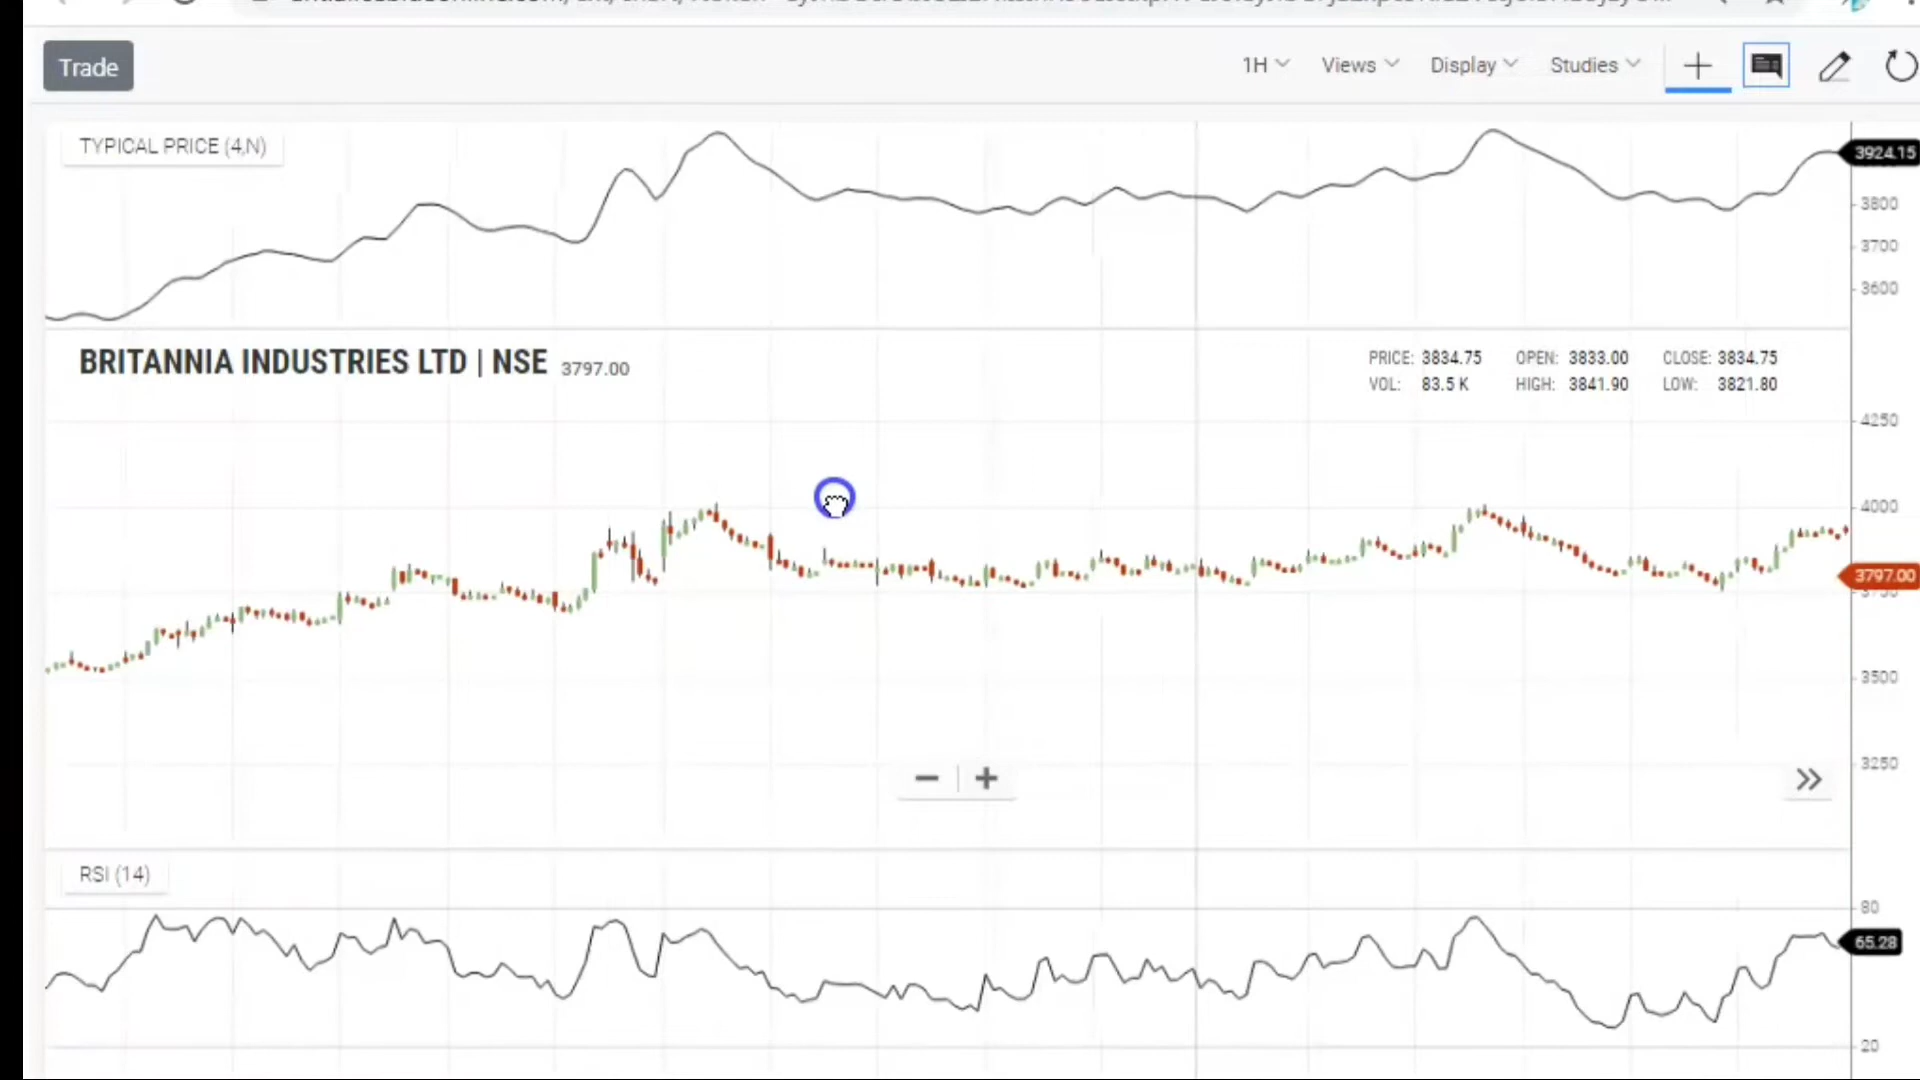 Trade
1H Views Display Studies
TYPICAL PRICE (4,N)
3924.15
3800
3700
3600
BRITANNIA INDUSTRIES LTD | NSE 3797.00
PRICE: 3834.75 OPEN: 3833.00 CLOSE: 3834.75
VOL: 83.5 K HIGH: 3841.90 LOW: 3821.80
4250
4000
3797.00
3500
3250
RSI (14)
80
65.28
20